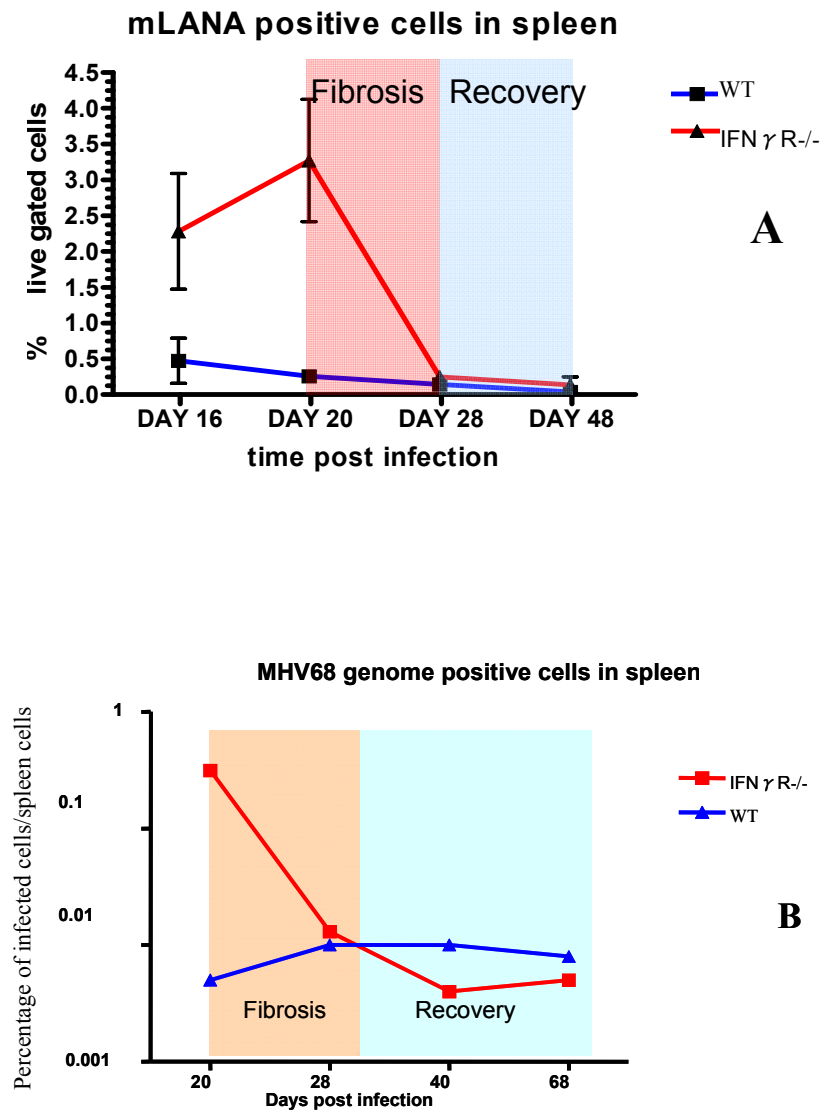 mLANA positive cells in spleen
4.5
4.0
3.5
3.0
2.5
2.0
1.5
1.0
0.5
0.0
% live gated cells
Fibrosis
Recovery
WT
IFN γ R-/-
A
DAY 16
DAY 20
DAY 28
DAY 48
time post infection
MHV68 genome positive cells in spleen
Percentage of infected cells/spleen cells
1
0.1
0.01
0.001
IFN γ R-/-
WT
B
Fibrosis
Recovery
20
28
40
68
Days post infection